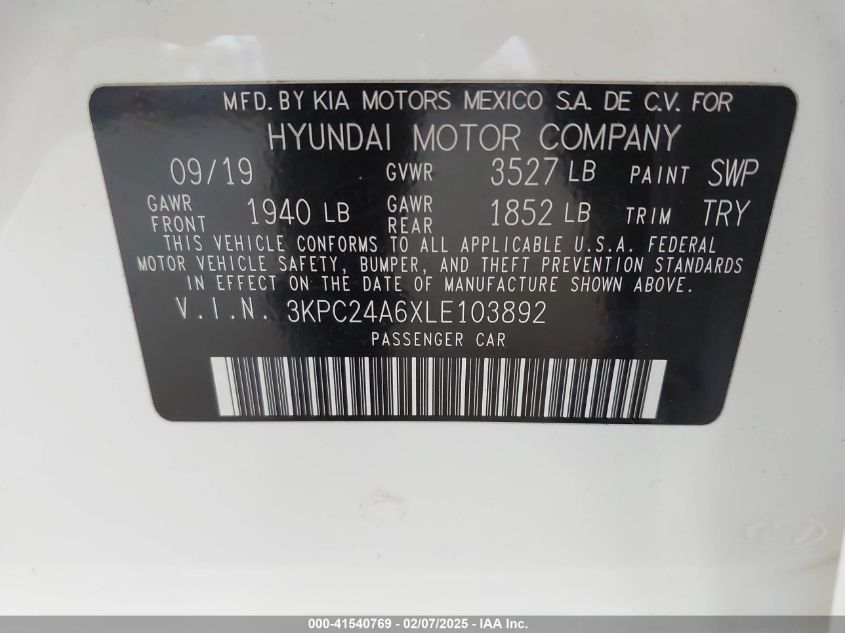 MFD. BY KIA MOTORS MEXICO S.A. DE C.V. FOR
HYUNDAI MOTOR COMPANY
09/19 GVWR 3527 LB PAINT SWP
GAWR FRONT 1940 LB GAWR REAR 1852 LB TRIM TRY
THIS VEHICLE CONFORMS TO ALL APPLICABLE U.S.A. FEDERAL
MOTOR VEHICLE SAFETY, BUMPER, AND THEFT PREVENTION STANDARDS
IN EFFECT ON THE DATE OF MANUFACTURE SHOWN ABOVE.
V.I.N. 3KPC24A6XLE103892
PASSENGER CAR
000-41540769 - 02/07/2025 - IAA Inc.